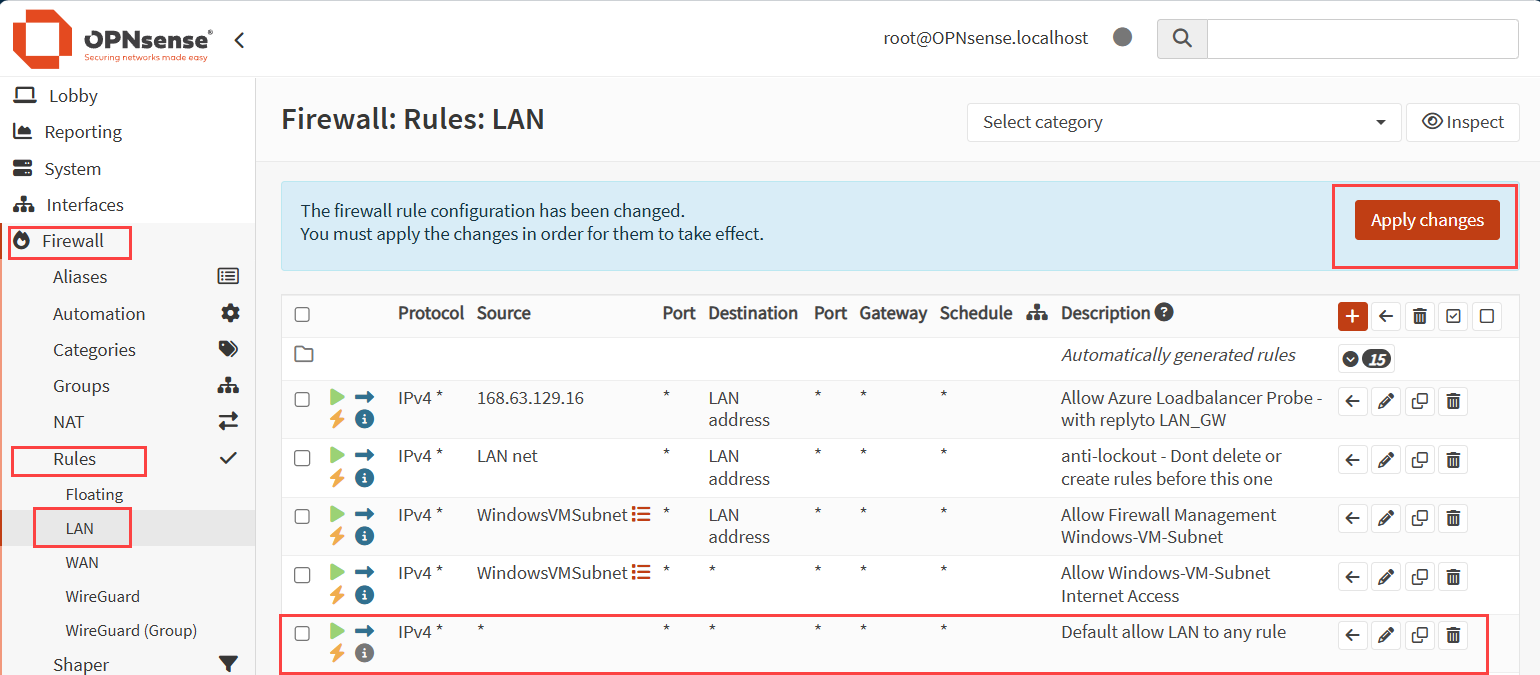 OPNsense®
Securing networks made easy
root@OPNsense.localhost
Lobby
Reporting
System
Interfaces
Firewall
Aliases
Automation
Categories
Groups
NAT
Rules
Floating
LAN
WAN
WireGuard
WireGuard (Group)
Shaper
Firewall: Rules: LAN
Select category
Inspect
The firewall rule configuration has been changed.
You must apply the changes in order for them to take effect.
Apply changes
Protocol Source Port Destination Port Gateway Schedule Description ?
Automatically generated rules 15
IPv4 * 168.63.129.16 * LAN * * * Allow Azure Loadbalancer Probe -
address with replyto LAN_GW
IPv4 * LAN net * LAN * * * anti-lockout - Dont delete or
address create rules before this one
IPv4 * WindowsVMSubnet * LAN * * * Allow Firewall Management
address Windows-VM-Subnet
IPv4 * WindowsVMSubnet * * * * * Allow Windows-VM-Subnet
Internet Access
IPv4 * * * * * * * Default allow LAN to any rule